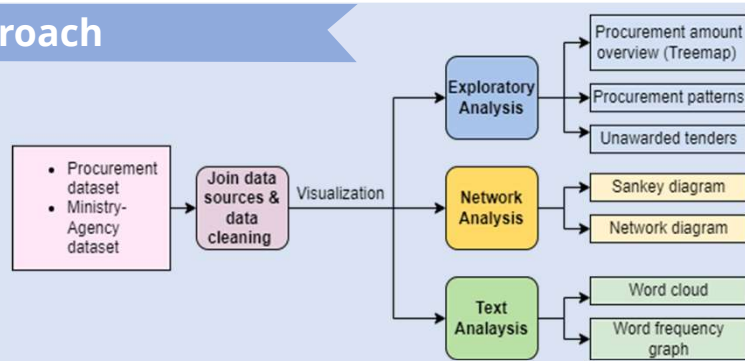 roach
Procurement
dataset
Ministry-
Agency
dataset
Join data
sources &
data
cleaning
Visualization
Exploratory
Analysis
Procurement amount
overview (Treemap)
Procurement patterns
Unawarded tenders
Network
Analysis
Sankey diagram
Network diagram
Text
Analaysis
Word cloud
Word frequency
graph